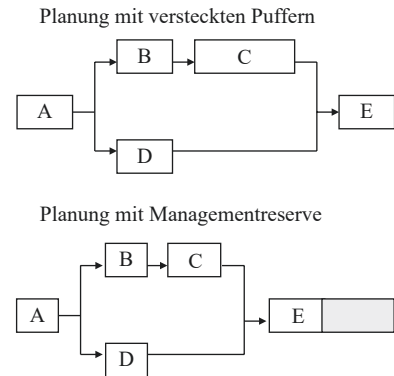 Planung mit versteckten Puffern
B
C
A
E
D
Planung mit Managementreserve
B
C
A
E
D